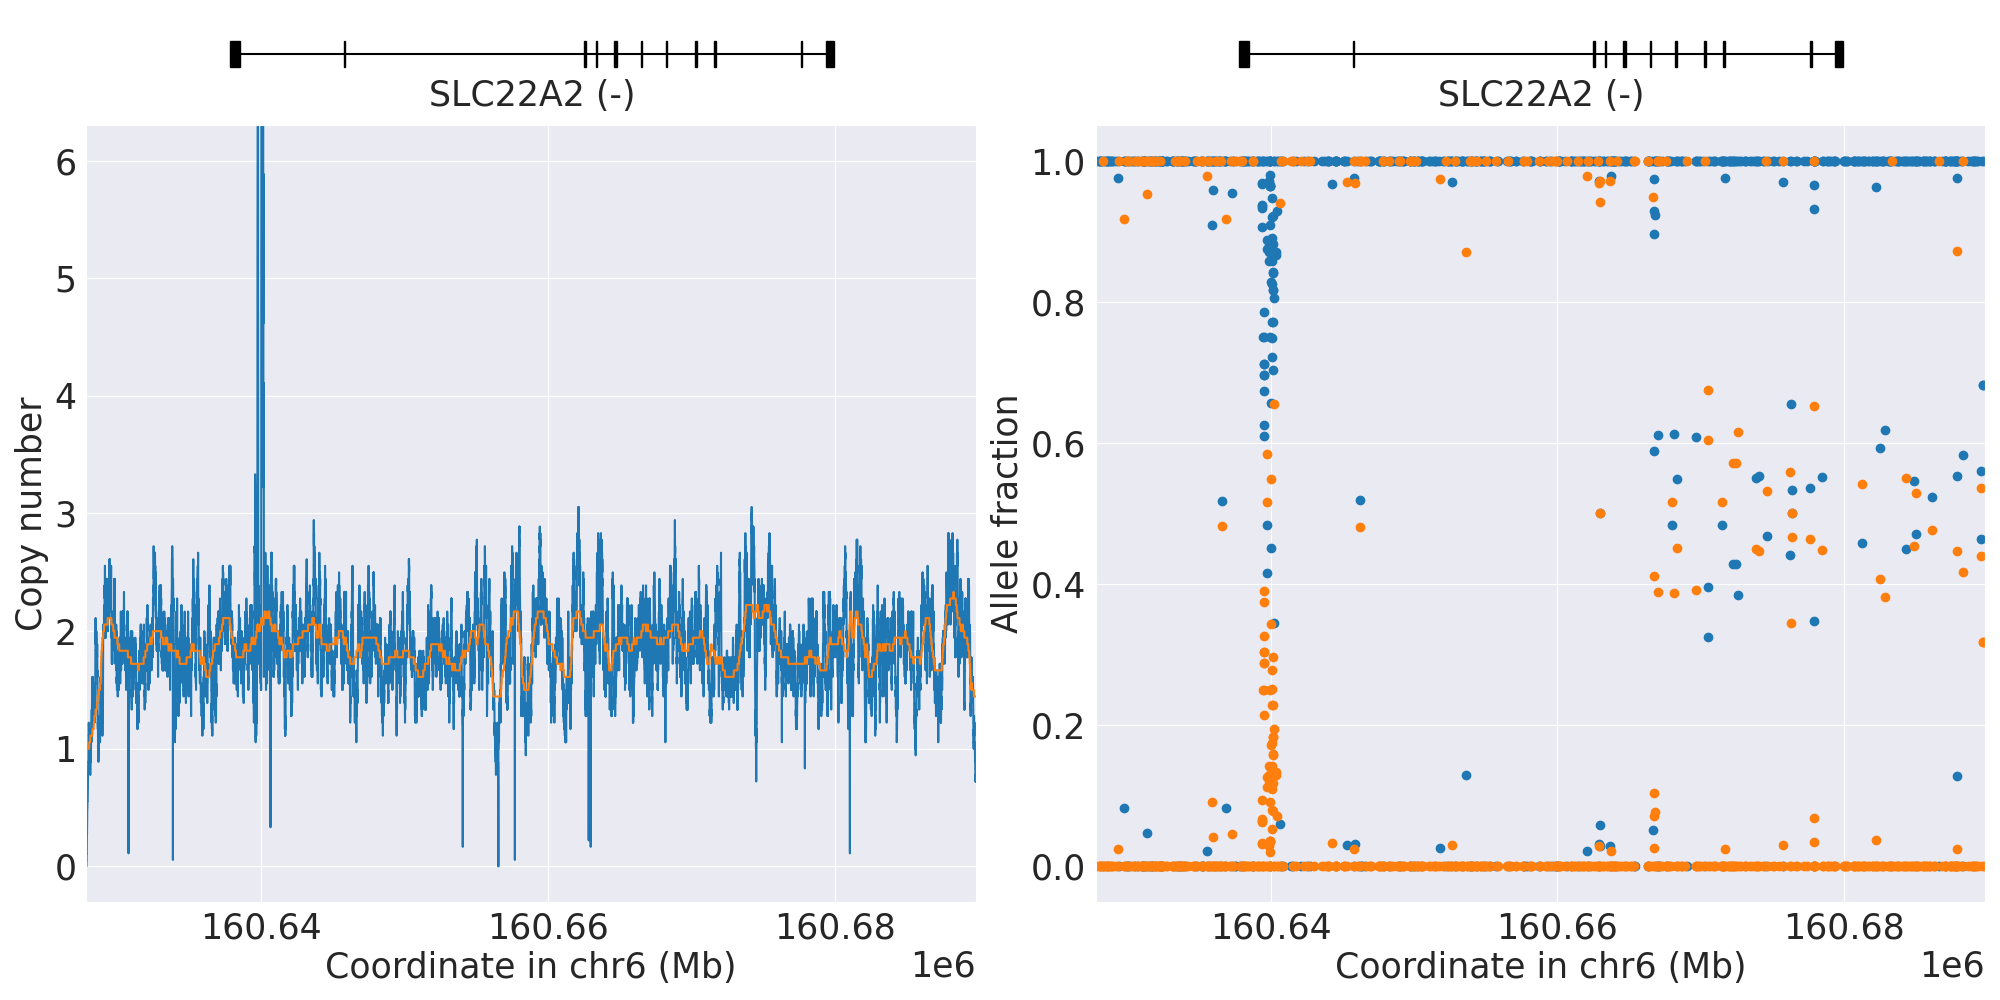 SLC22A2 (-)
6
5
4
3
2
1
0
Copy number
160.64
160.66
160.68
Coordinate in chr6 (Mb)
1e6
SLC22A2 (-)
1.0
0.8
0.6
0.4
0.2
0.0
Allele fraction
160.64
160.66
160.68
Coordinate in chr6 (Mb)
1e6